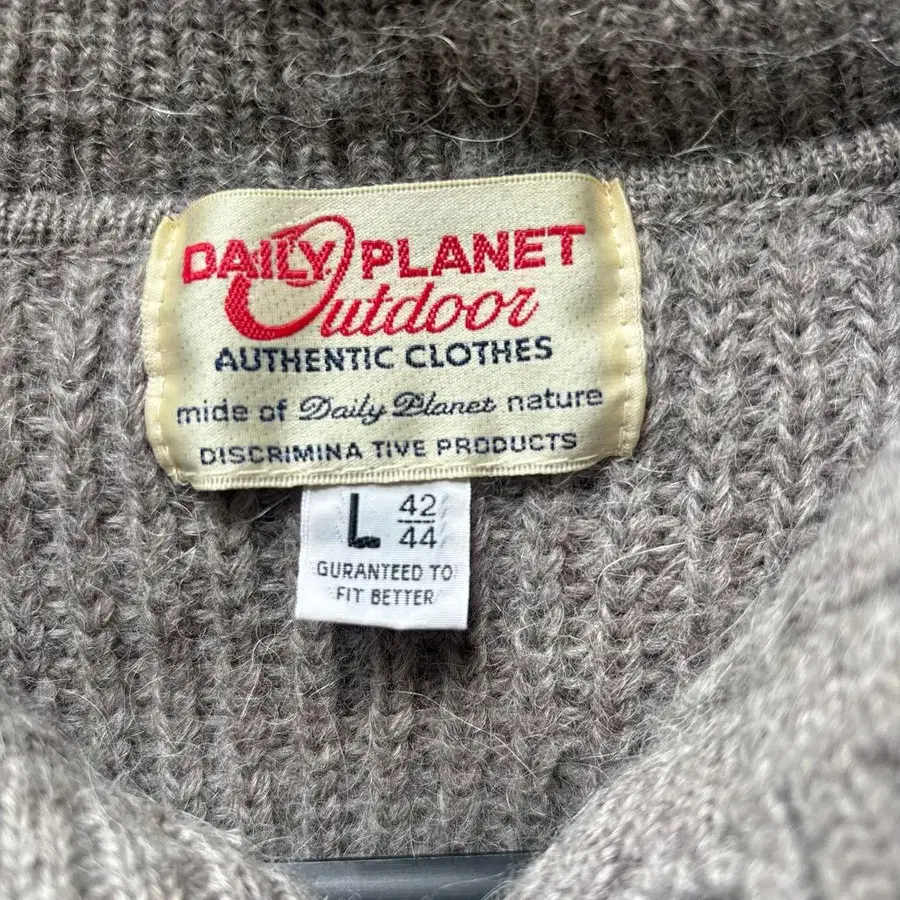 DAILY PLANET
Outdoor
AUTHENTIC CLOTHES
mide of Daily Planet nature
DISCRIMINA TIVE PRODUCTS
L 42/44
GURANTEED TO
FIT BETTER